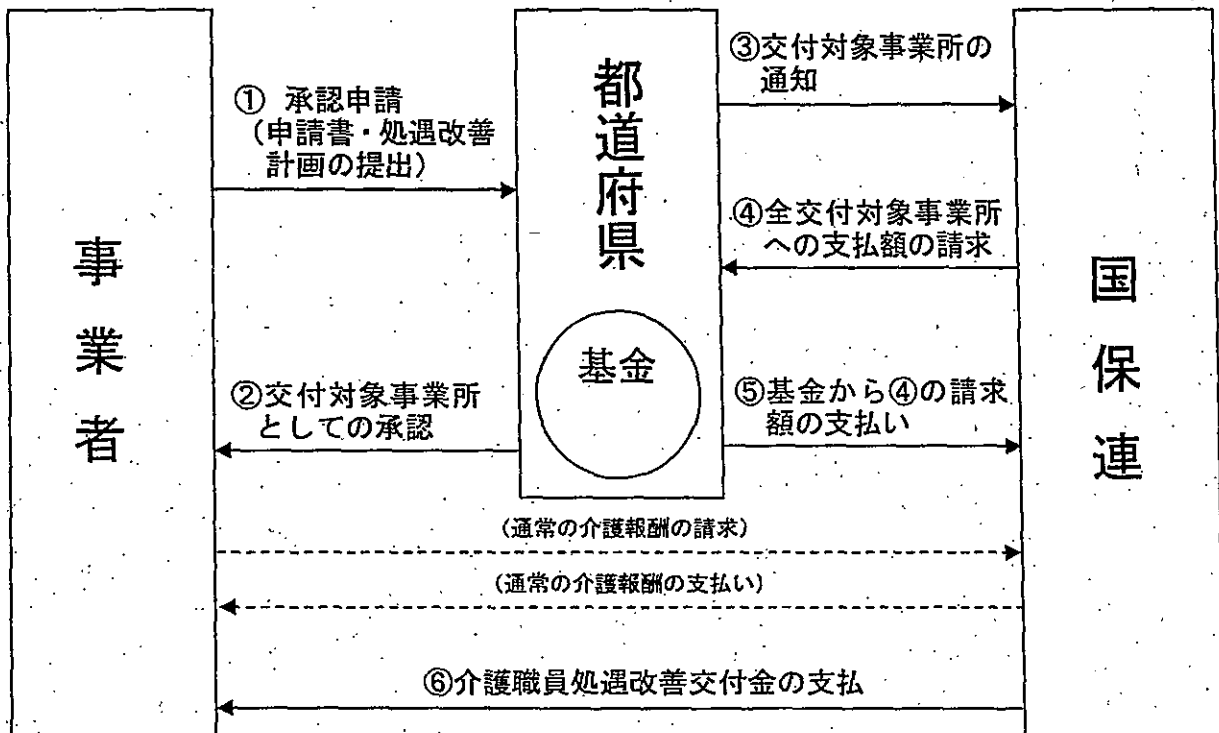 事業者
① 承認申請
（申請書・処遇改善
計画の提出）
②交付対象事業所
としての承認
都道府県
基金
③交付対象事業所の
通知
④全交付対象事業所
への支払額の請求
⑤基金から④の請求
額の支払い
国保連
(通常の介護報酬の請求)
(通常の介護報酬の支払い)
⑥介護職員処遇改善交付金の支払